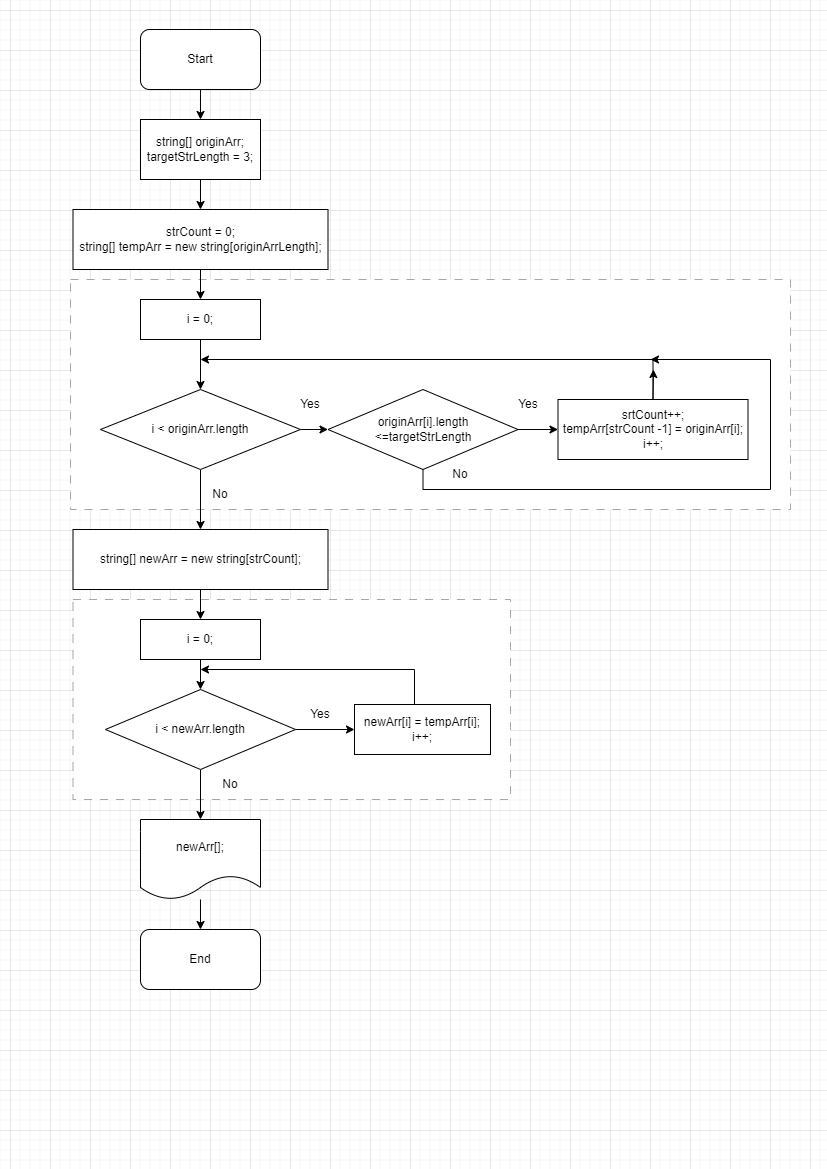 Start
string[] originArr;
targetStrLength = 3;
strCount = 0;
string[] tempArr = new string[originArrLength];
i = 0;
i < originArr.length
Yes
originArr[i].length
<=targetStrLength
Yes
srtCount++;
tempArr[strCount -1] = originArr[i];
i++;
No
No
string[] newArr = new string[strCount];
i = 0;
i < newArr.length
Yes
newArr[i] = tempArr[i];
i++;
No
newArr[];
End